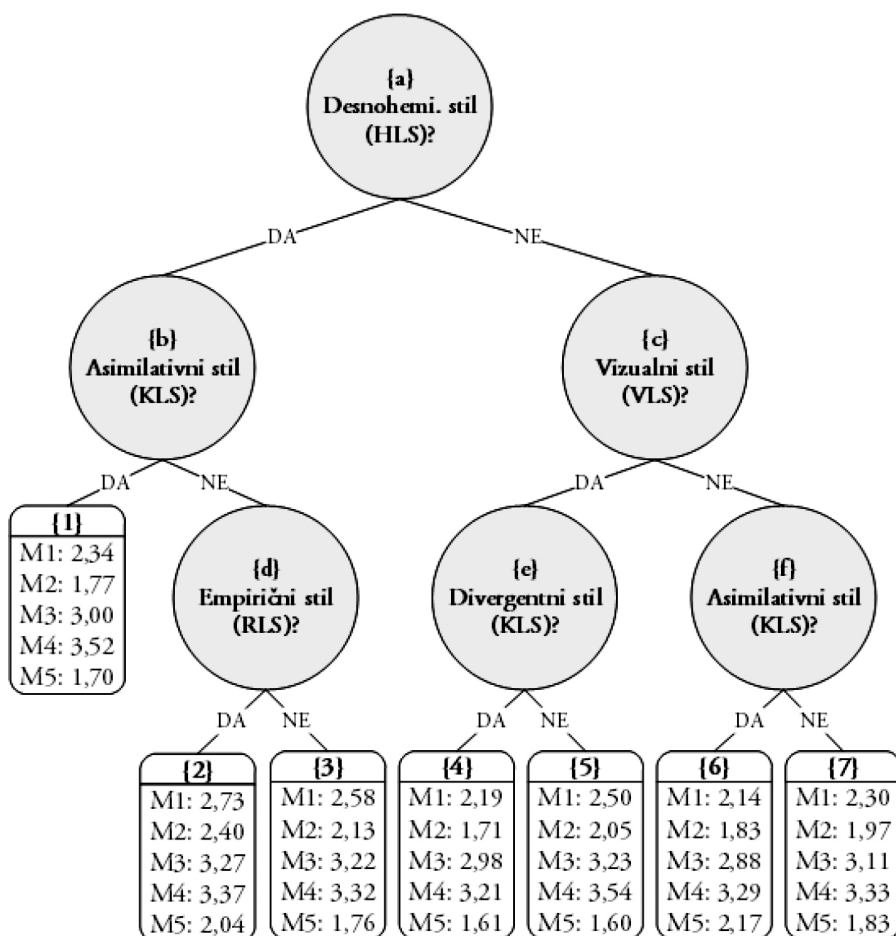 {a}
Desnohemi. stil
(HLS)?
DA
NE
{b}
Asimilativni stil
(KLS)?
{c}
Vizualni stil
(VLS)?
DA
NE
DA
NE
{1}
M1: 2,34
M2: 1,77
M3: 3,00
M4: 3,52
M5: 1,70
{d}
Empirični stil
(RLS)?
{e}
Divergentni stil
(KLS)?
{f}
Asimilativni stil
(KLS)?
DA
NE
DA
NE
DA
NE
{2}
M1: 2,73
M2: 2,40
M3: 3,27
M4: 3,37
M5: 2,04
{3}
M1: 2,58
M2: 2,13
M3: 3,22
M4: 3,32
M5: 1,76
{4}
M1: 2,19
M2: 1,71
M3: 2,98
M4: 3,21
M5: 1,61
{5}
M1: 2,50
M2: 2,05
M3: 3,23
M4: 3,54
M5: 1,60
{6}
M1: 2,14
M2: 1,83
M3: 2,88
M4: 3,29
M5: 2,17
{7}
M1: 2,30
M2: 1,97
M3: 3,11
M4: 3,33
M5: 1,83